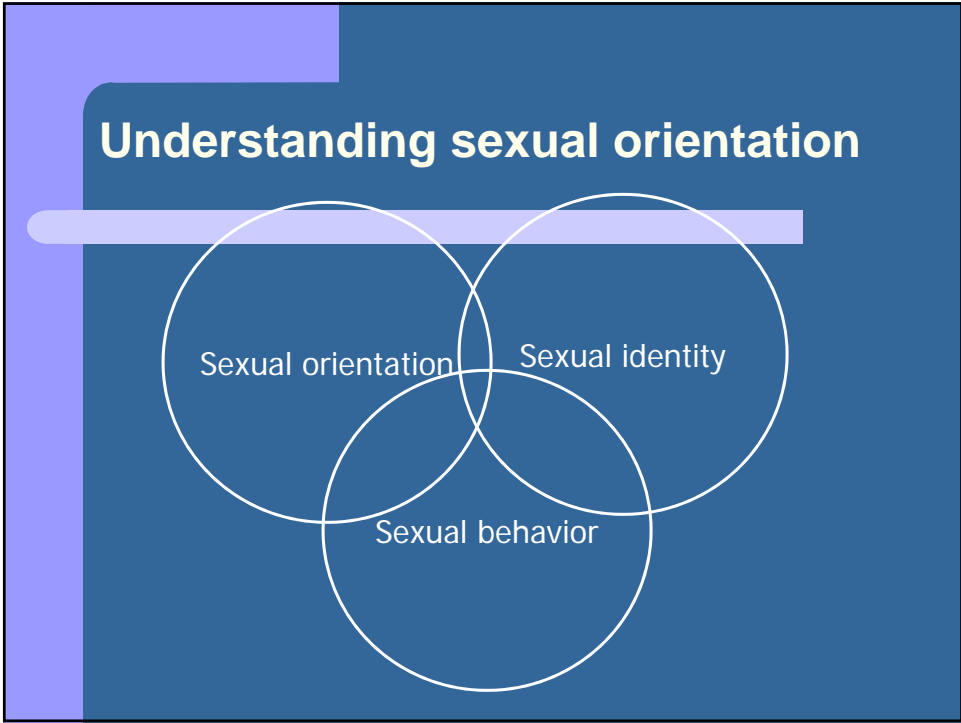 Understanding sexual orientation
Sexual orientation
Sexual identity
Sexual behavior